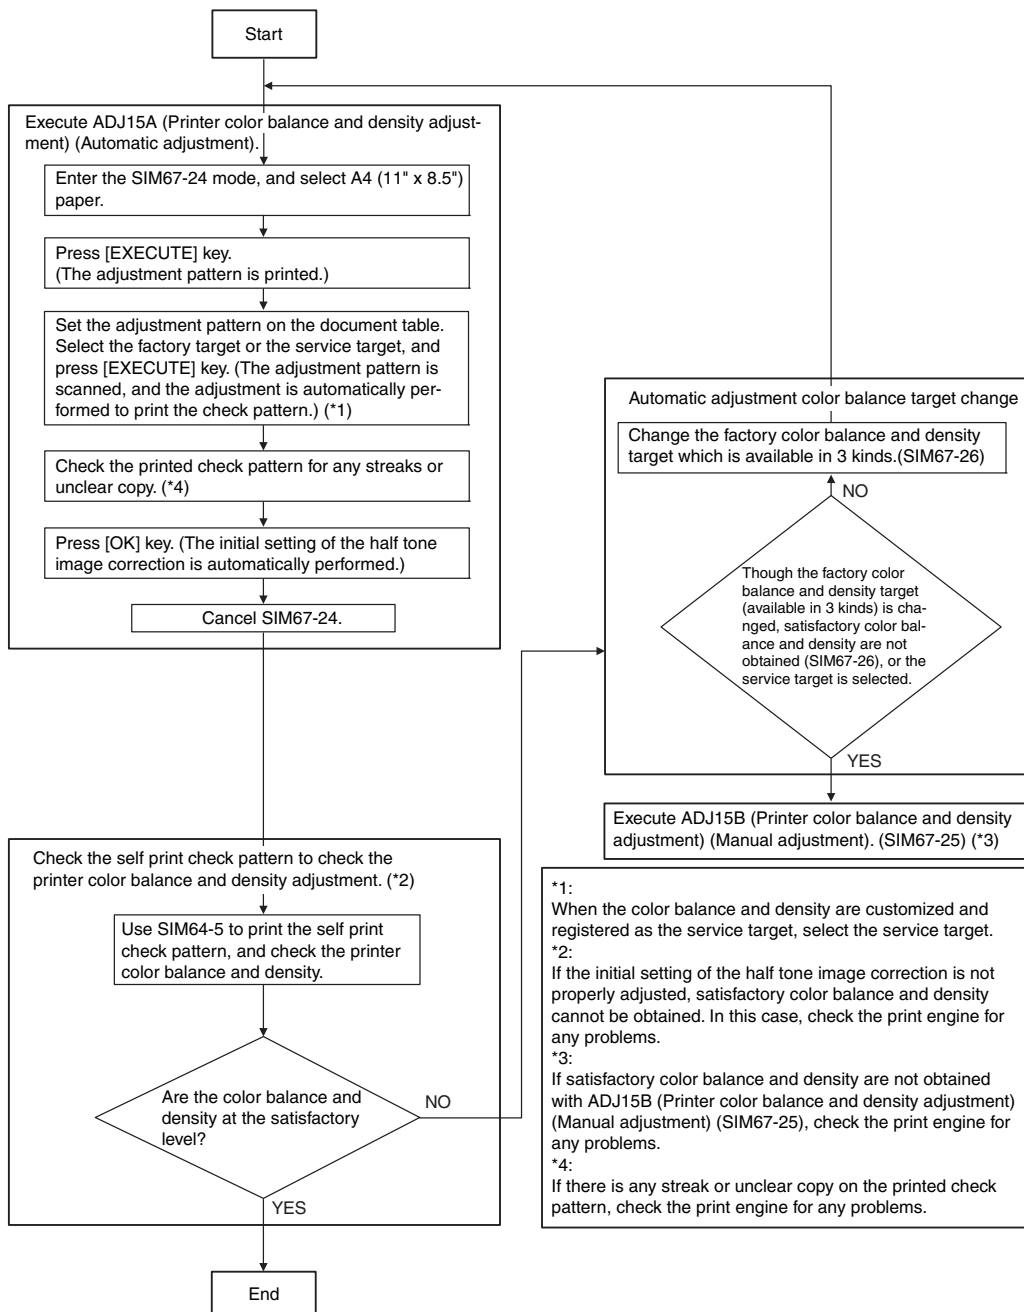 Start
Execute ADJ15A (Printer color balance and density adjust-
ment) (Automatic adjustment).
Enter the SIM67-24 mode, and select A4 (11" x 8.5")
paper.
Press [EXECUTE] key.
(The adjustment pattern is printed.)
Set the adjustment pattern on the document table.
Select the factory target or the service target, and
press [EXECUTE] key. (The adjustment pattern is
scanned, and the adjustment is automatically per-
formed to print the check pattern.) (*1)
Check the printed check pattern for any streaks or
unclear copy. (*4)
Press [OK] key. (The initial setting of the half tone
image correction is automatically performed.)
Cancel SIM67-24.
Check the self print check pattern to check the
printer color balance and density adjustment. (*2)
Use SIM64-5 to print the self print
check pattern, and check the printer
color balance and density.
Are the color balance and
density at the satisfactory
level?
NO
YES
End
Automatic adjustment color balance target change
Change the factory color balance and density
target which is available in 3 kinds.(SIM67-26)
NO
Though the factory color
balance and density target
(available in 3 kinds) is cha-
nged, satisfactory color bal-
ance and density are not
obtained (SIM67-26), or the
service target is selected.
YES
Execute ADJ15B (Printer color balance and density
adjustment) (Manual adjustment). (SIM67-25) (*3)
*1:
When the color balance and density are customized and
registered as the service target, select the service target.
*2:
If the initial setting of the half tone image correction is not
properly adjusted, satisfactory color balance and density
cannot be obtained. In this case, check the print engine for
any problems.
*3:
If satisfactory color balance and density are not obtained
with ADJ15B (Printer color balance and density adjustment)
(Manual adjustment) (SIM67-25), check the print engine for
any problems.
*4:
If there is any streak or unclear copy on the printed check
pattern, check the print engine for any problems.